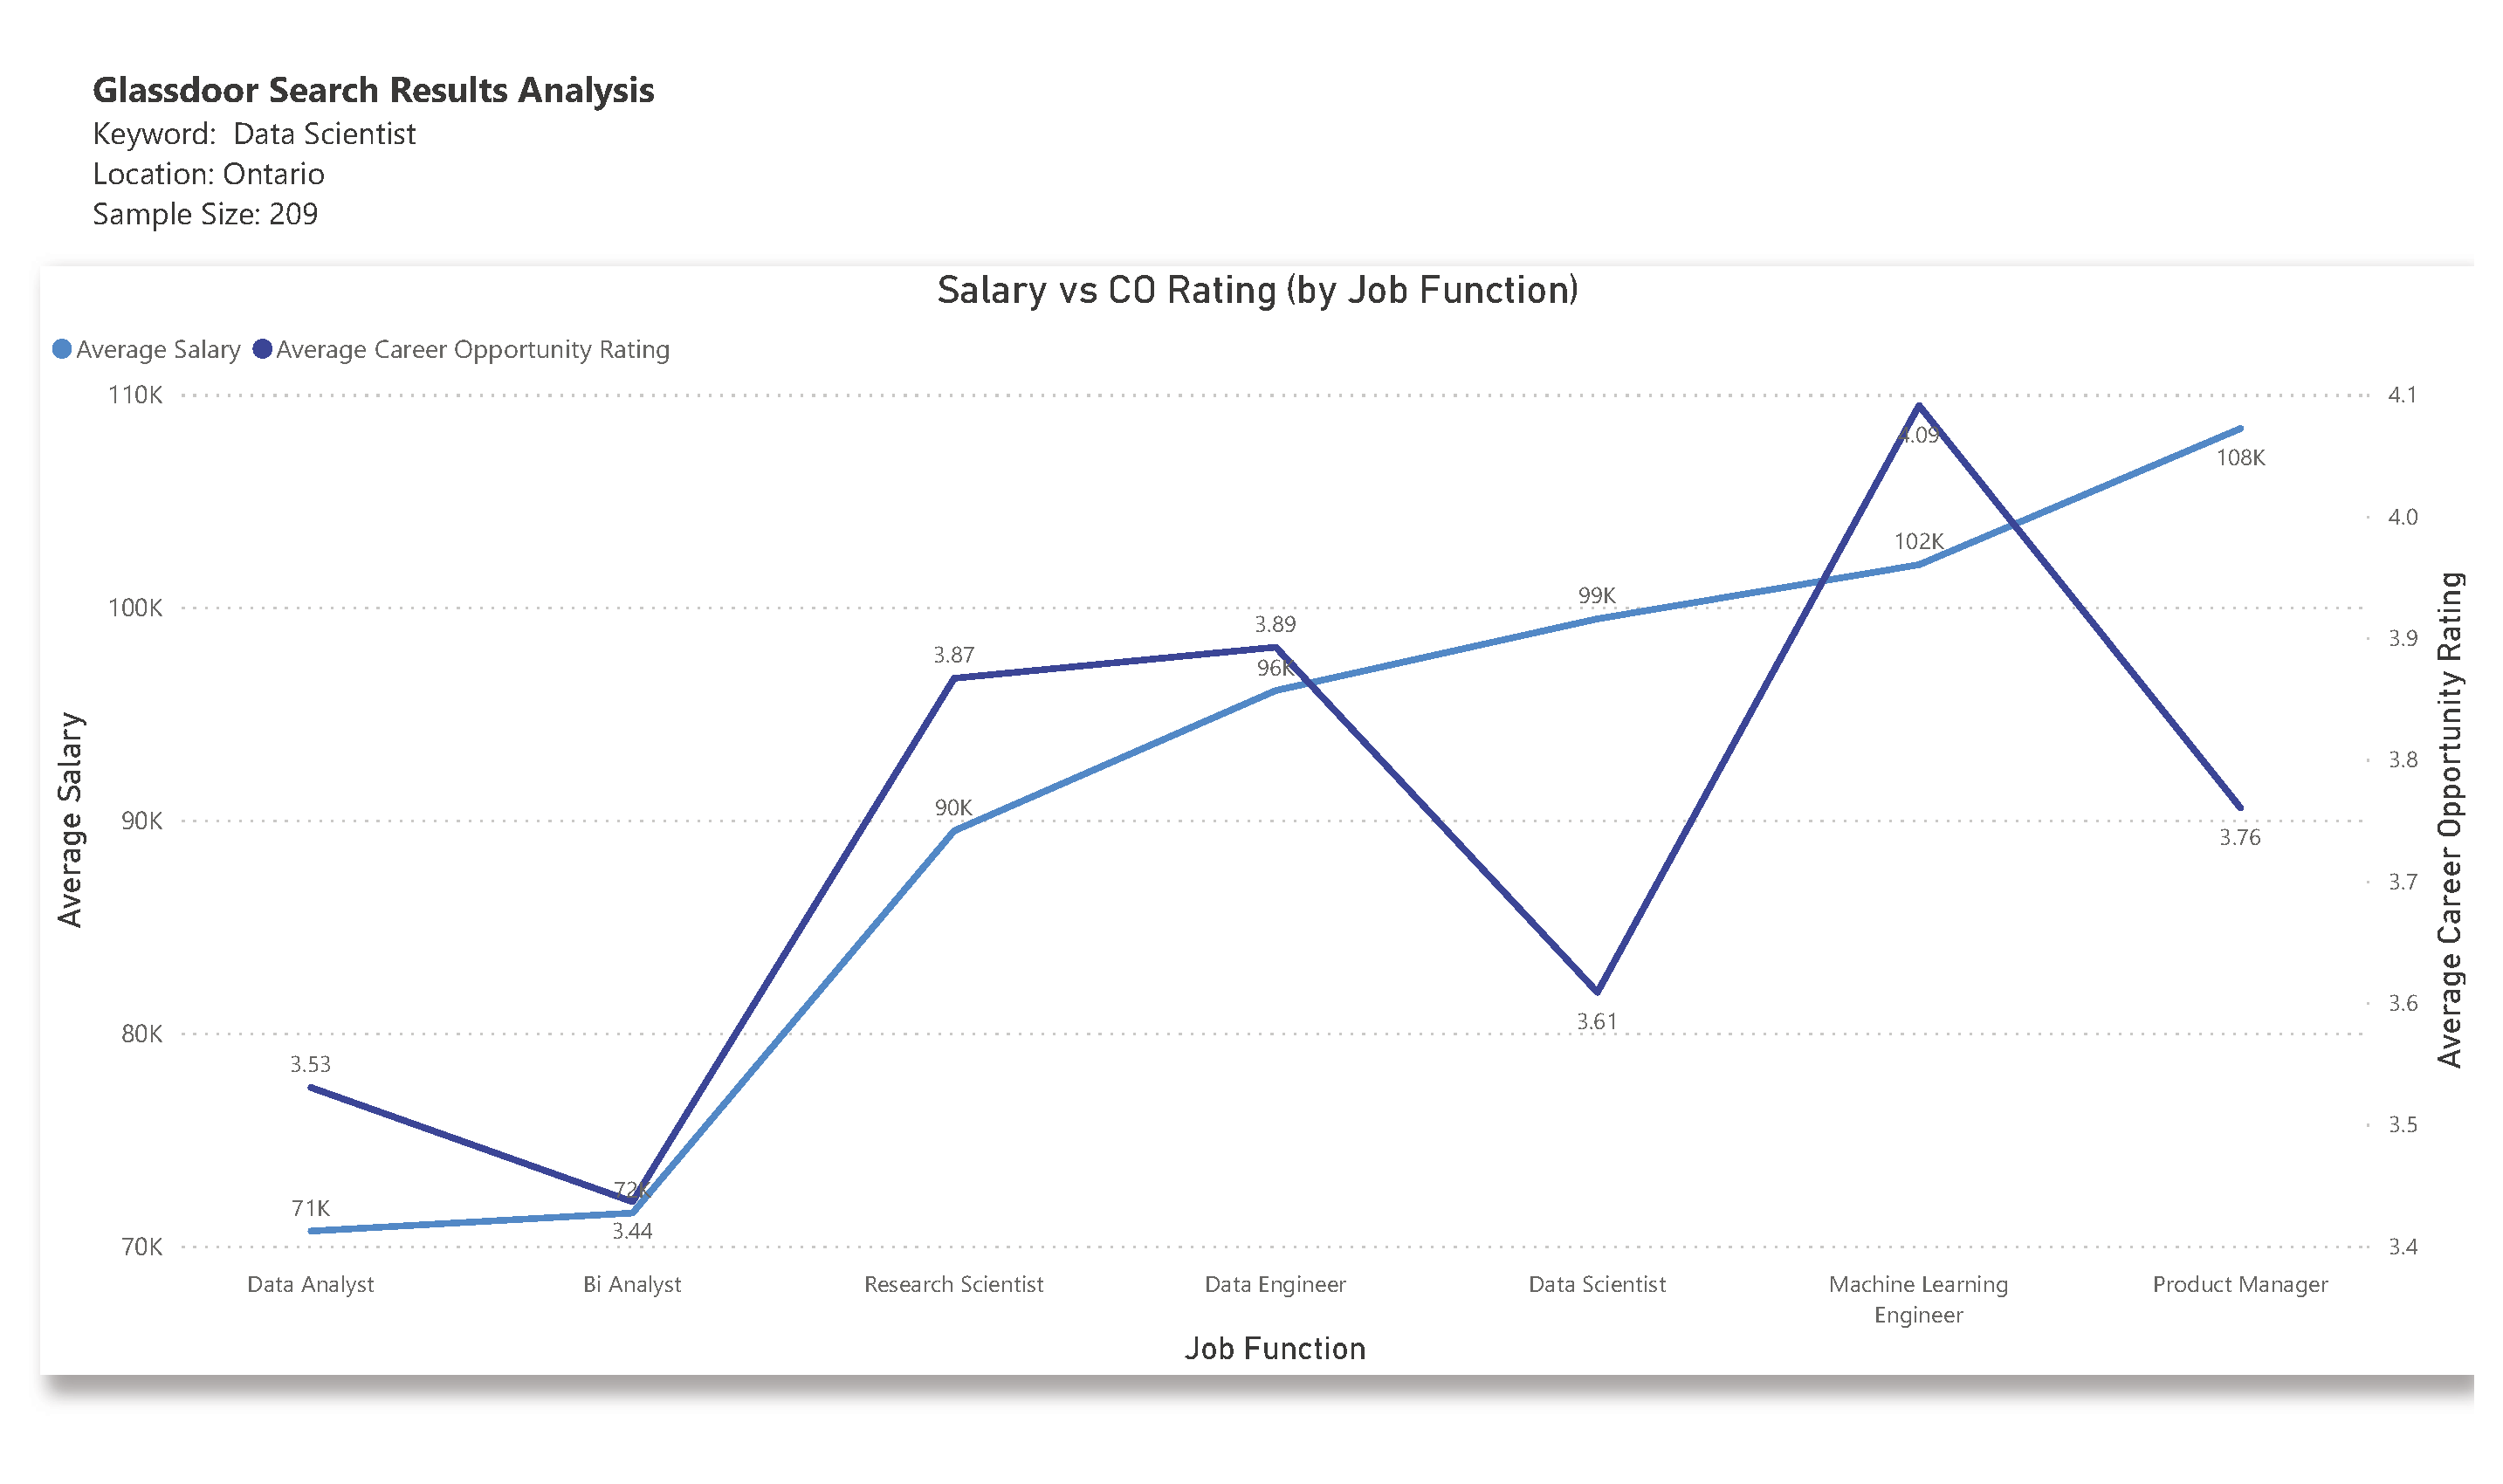 Glassdoor Search Results Analysis
Keyword:  Data Scientist
Location: Ontario
Sample Size: 209
Salary vs CO Rating (by Job Function)
Average Salary Average Career Opportunity Rating
110K
100K
90K
80K
70K
Average Salary
4.1
4.0
3.9
3.8
3.7
3.6
3.5
3.4
Average Career Opportunity Rating
3.53
71K
72K
3.44
3.87
90K
3.89
96K
99K
3.61
4.09
102K
108K
3.76
Data Analyst
Bi Analyst
Research Scientist
Data Engineer
Data Scientist
Machine Learning
Engineer
Product Manager
Job Function